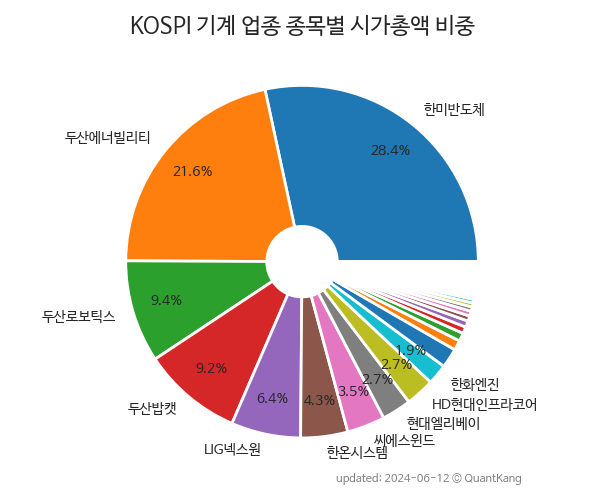 KOSPI 기계 업종 종목별 시가총액 비중
한미반도체
28.4%
두산에너빌리티
21.6%
두산로보틱스
9.4%
두산밥캣
9.2%
LIG넥스원
6.4%
한온시스템
4.3%
씨에스윈드
3.5%
현대엘리베이
2.7%
HD현대인프라코어
2.7%
한화엔진
1.9%
updated: 2024-06-12 ⓒ QuantKang